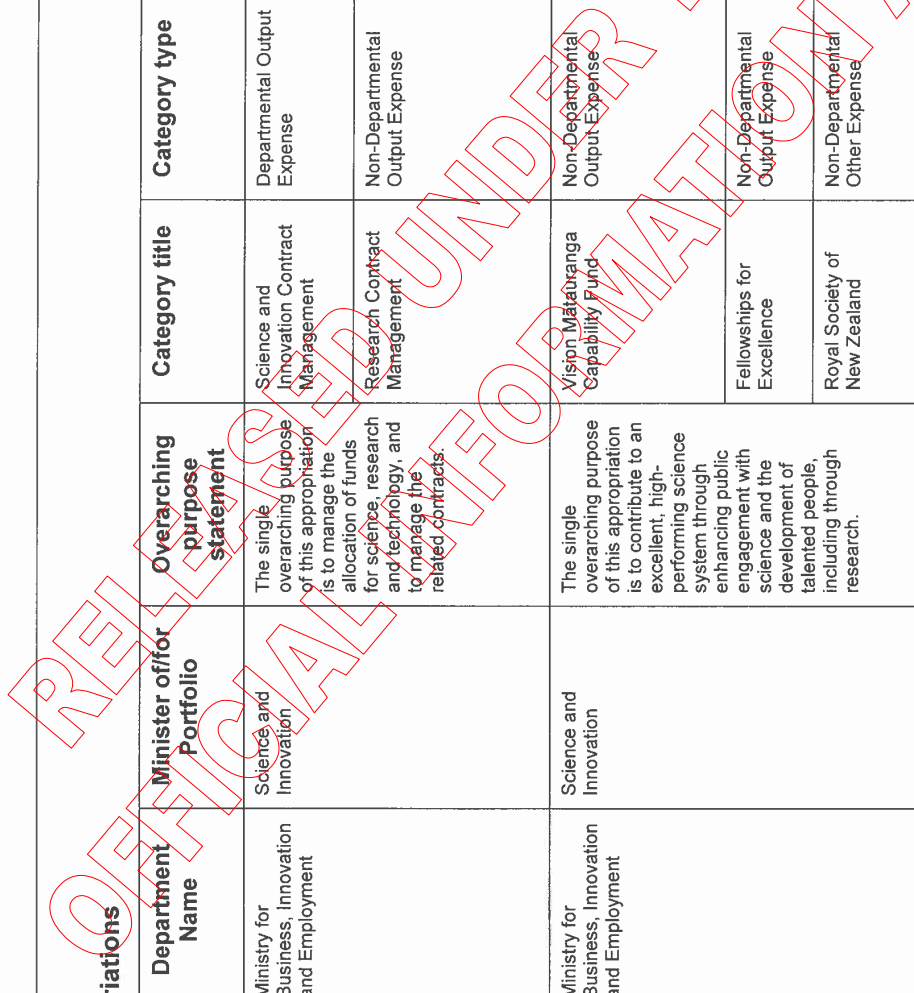 riations
Department
Name
Minister of/for
Portfolio
Overarching
purpose
statement
Category title
Category type
Ministry for
Business, Innovation
and Employment
Science and
Innovation
The single
overarching purpose
of this appropriation
is to manage the
allocation of funds
for science, research
and technology, and
to manage the
related contracts.
Science and
Innovation Contract
Management
Departmental Output
Expense
Research Contract
Management
Non-Departmental
Output Expense
Ministry for
Business, Innovation
and Employment
Science and
Innovation
The single
overarching purpose
of this appropriation
is to contribute to an
excellent, high-
performing science
system through
enhancing public
engagement with
science and the
development of
talented people,
including through
research.
Vision Mātauranga
Capability Fund
Non-Departmental
Output Expense
Fellowships for
Excellence
Non-Departmental
Output Expense
Royal Society of
New Zealand
Non-Departmental
Other Expense
RELEASED UNDER
OFFICIAL INFORMATION A